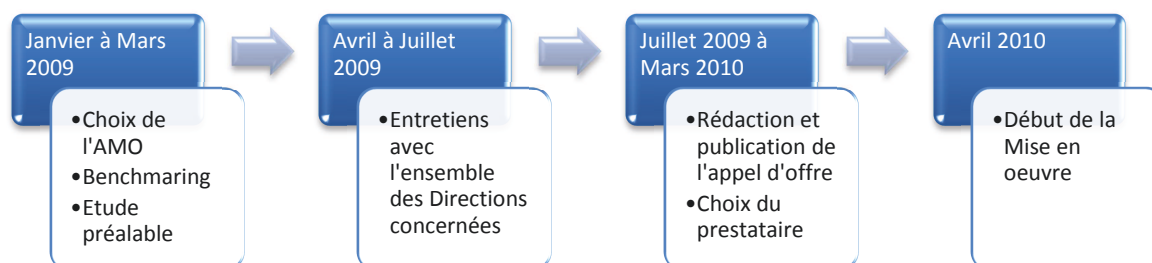 Janvier à Mars
2009
•Choix de
l'AMO
•Benchmaring
•Etude
préalable
Avril à Juillet
2009
•Entretiens
avec
l'ensemble
des Directions
concernées
Juillet 2009 à
Mars 2010
•Rédaction et
publication de
l'appel d'offre
•Choix du
prestataire
Avril 2010
•Début de la
Mise en
oeuvre